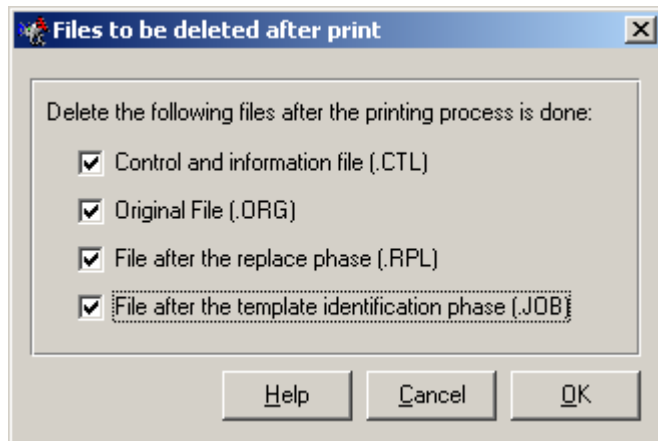 Files to be deleted after print
Delete the following files after the printing process is done:
Control and information file (.CTL)
Original File (.ORG)
File after the replace phase (.RPL)
File after the template identification phase (.JOB)
Help Cancel OK